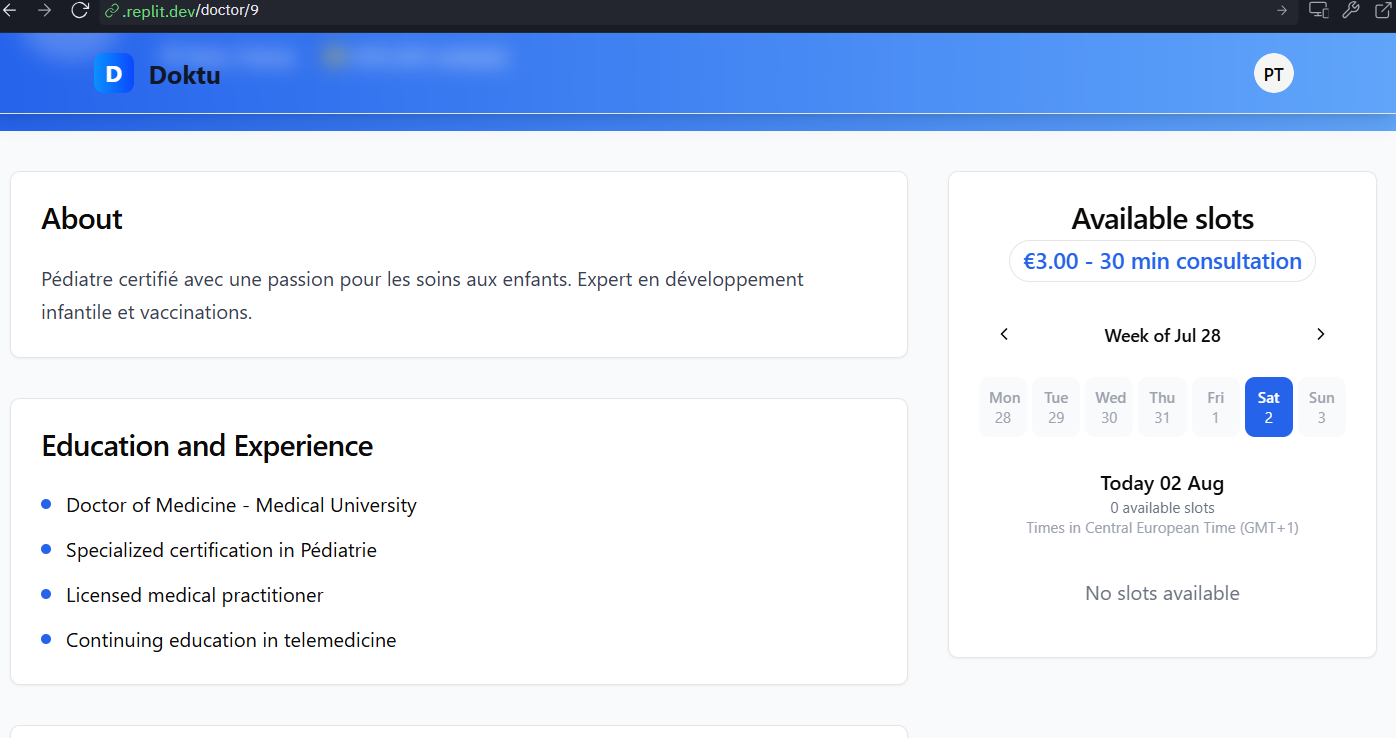 .replit.dev/doctor/9
D Doktu
PT
About
Pédiatre certifié avec une passion pour les soins aux enfants. Expert en développement
infantile et vaccinations.
Education and Experience
Doctor of Medicine - Medical University
Specialized certification in Pédiatrie
Licensed medical practitioner
Continuing education in telemedicine
Available slots
€3.00 - 30 min consultation
Week of Jul 28
Mon Tue Wed Thu Fri Sat Sun
28 29 30 31 1 2 3
Today 02 Aug
0 available slots
Times in Central European Time (GMT+1)
No slots available